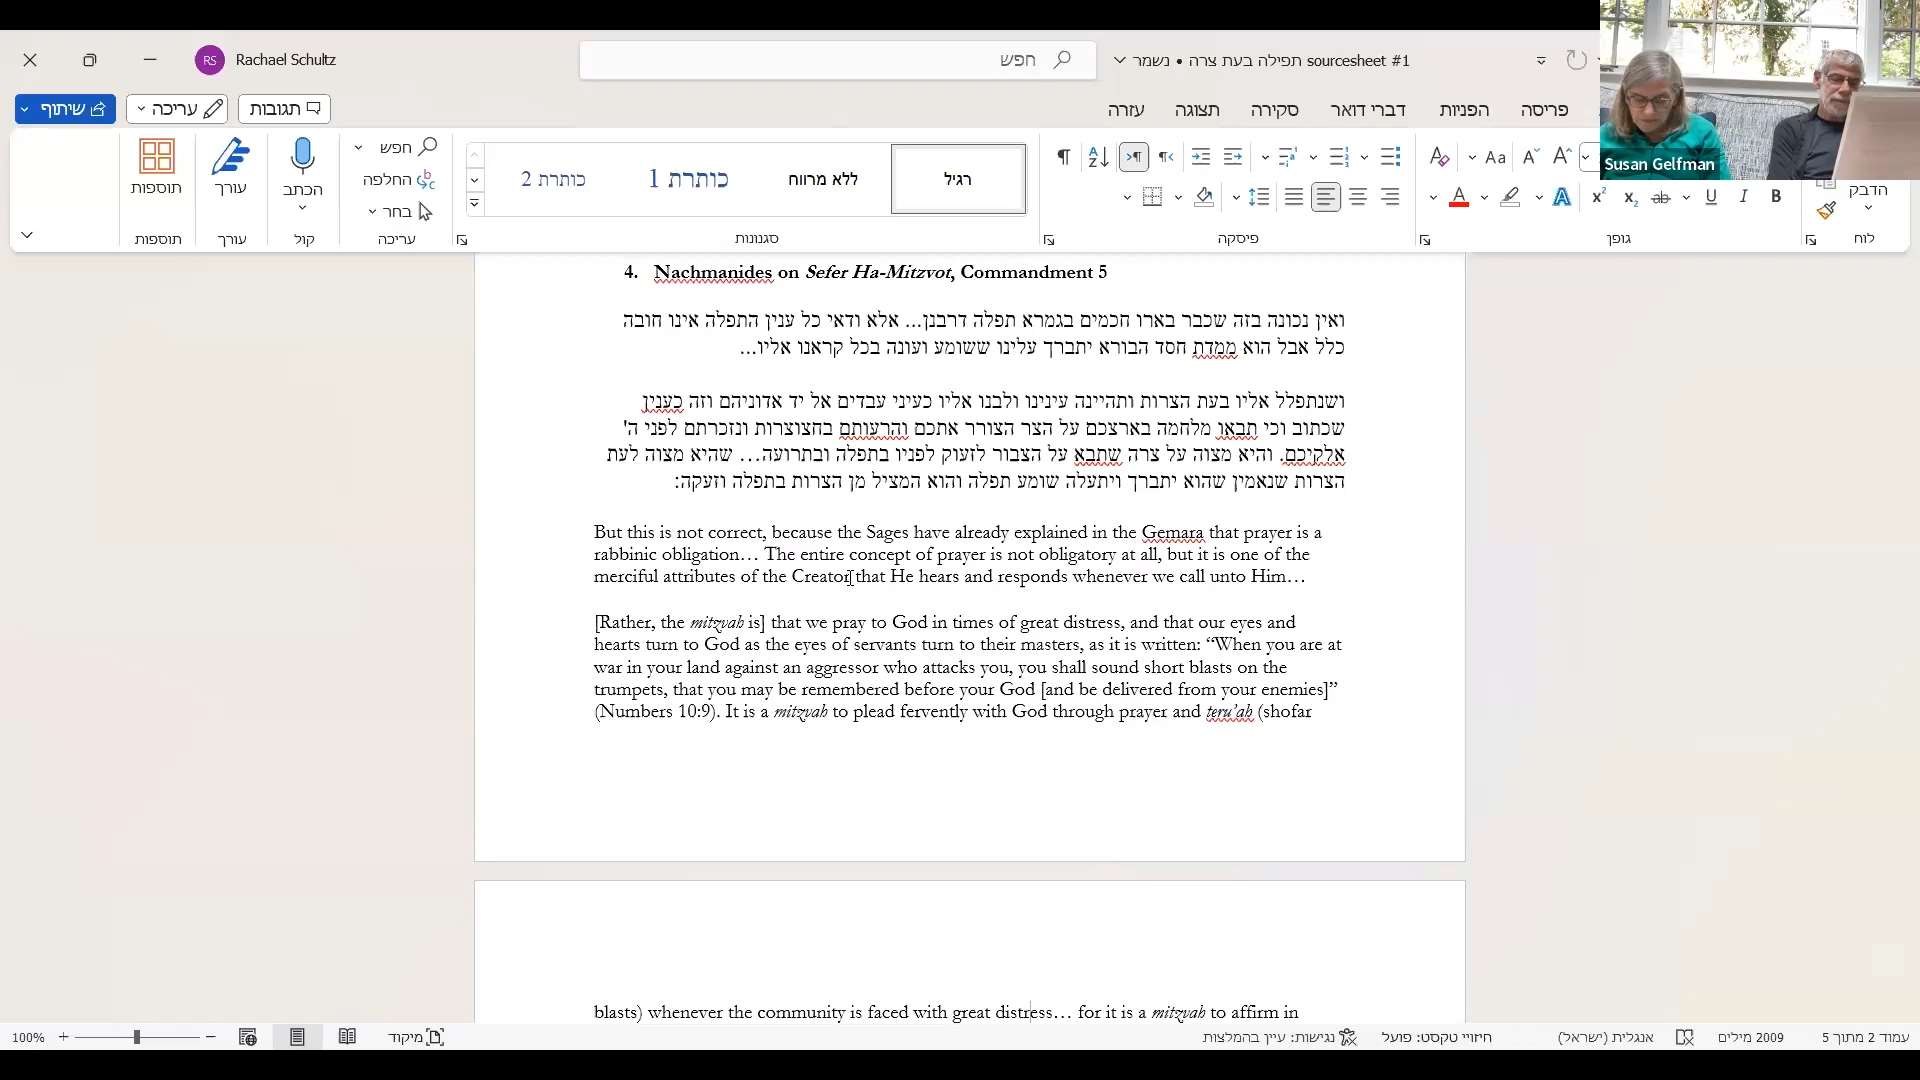 Rachael Schultz
RS
חפש
sourcesheet #1 תפילה בעת צרה • נשמר
Susan Gelfman
שיתוף
עריכה
תגובות
פריסה
הפניות
דברי דואר
סקירה
תצוגה
עזרה
הדבק
לוח
גופן
פיסקה
רגיל
ללא מרווח
כותרת 1
כותרת 2
סגנונות
חפש
החלפה
בחר
עריכה
הכתב
קול
עורך
עורך
תוספות
תוספות
4. Nachmanides on Sefer Ha-Mitzvot, Commandment 5
ואין נכונה בזה שכבר בארו חכמים בגמרא תפלה דרבנן... אלא ודאי כל ענין התפלה אינו חובה
כלל אבל הוא ממדת חסד הבורא יתברך עלינו ששומע ועונה בכל קראנו אליו...
ושנתפלל אליו בעת הצרות ותהיינה עינינו ולבנו אליו כעיני עבדים אל יד אדוניהם וזה כענין
שכתוב וכי תבאו מלחמה בארצכם על הצר הצורר אתכם והרעותם בחצוצרות ונזכרתם לפני ה'
אלקיכם. והיא מצוה על צרה שתבא על הצבור לזעוק לפניו בתפלה ובתרועה... שהיא מצוה לעת
הצרות שנאמין שהוא יתברך ויתעלה שומע תפלה והוא המציל מן הצרות בתפלה וזעקה:
But this is not correct, because the Sages have already explained in the Gemara that prayer is a
rabbinic obligation… The entire concept of prayer is not obligatory at all, but it is one of the
merciful attributes of the Creator that He hears and responds whenever we call unto Him…
[Rather, the mitzvah is] that we pray to God in times of great distress, and that our eyes and
hearts turn to God as the eyes of servants turn to their masters, as it is written: “When you are at
war in your land against an aggressor who attacks you, you shall sound short blasts on the
trumpets, that you may be remembered before your God [and be delivered from your enemies]”
(Numbers 10:9). It is a mitzvah to plead fervently with God through prayer and teru’ah (shofar
blasts) whenever the community is faced with great distress… for it is a mitzvah to affirm in
עמוד 2 מתוך 5
2009 מילים
אנגלית (ישראל)
חיזויי טקסט: פועל
נגישות: עיין בהמלצות
מיקוד
100%